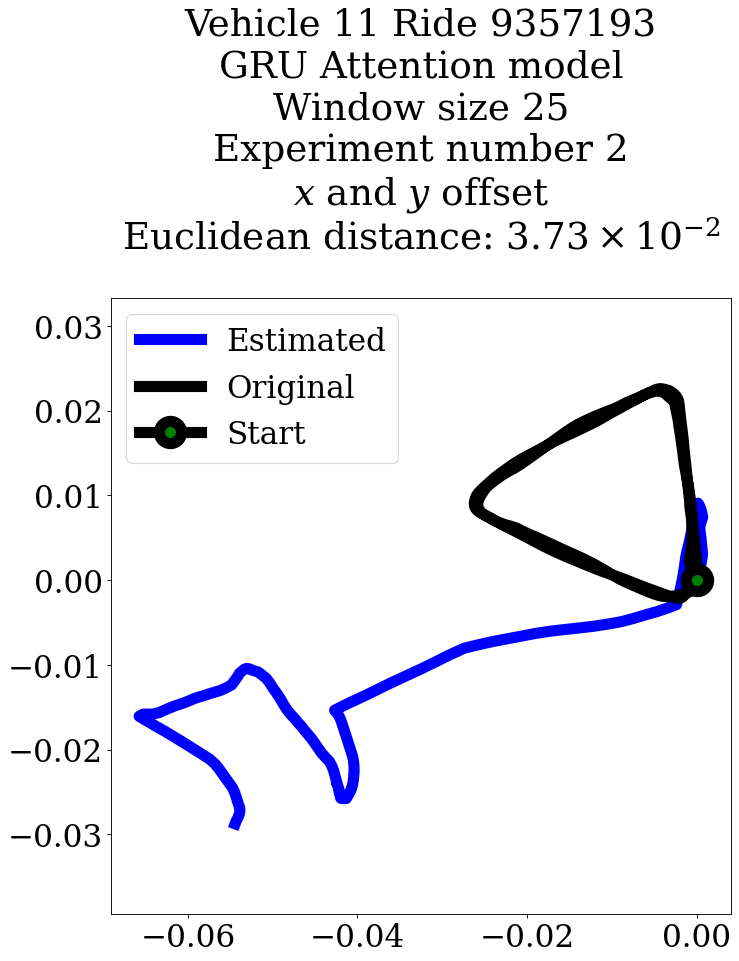 Vehicle 11 Ride 9357193
GRU Attention model
Window size 25
Experiment number 2
x and y offset
Euclidean distance: 3.73 × 10⁻²
Estimated
Original
Start
0.03
0.02
0.01
0.00
−0.01
−0.02
−0.03
−0.06 −0.04 −0.02 0.00